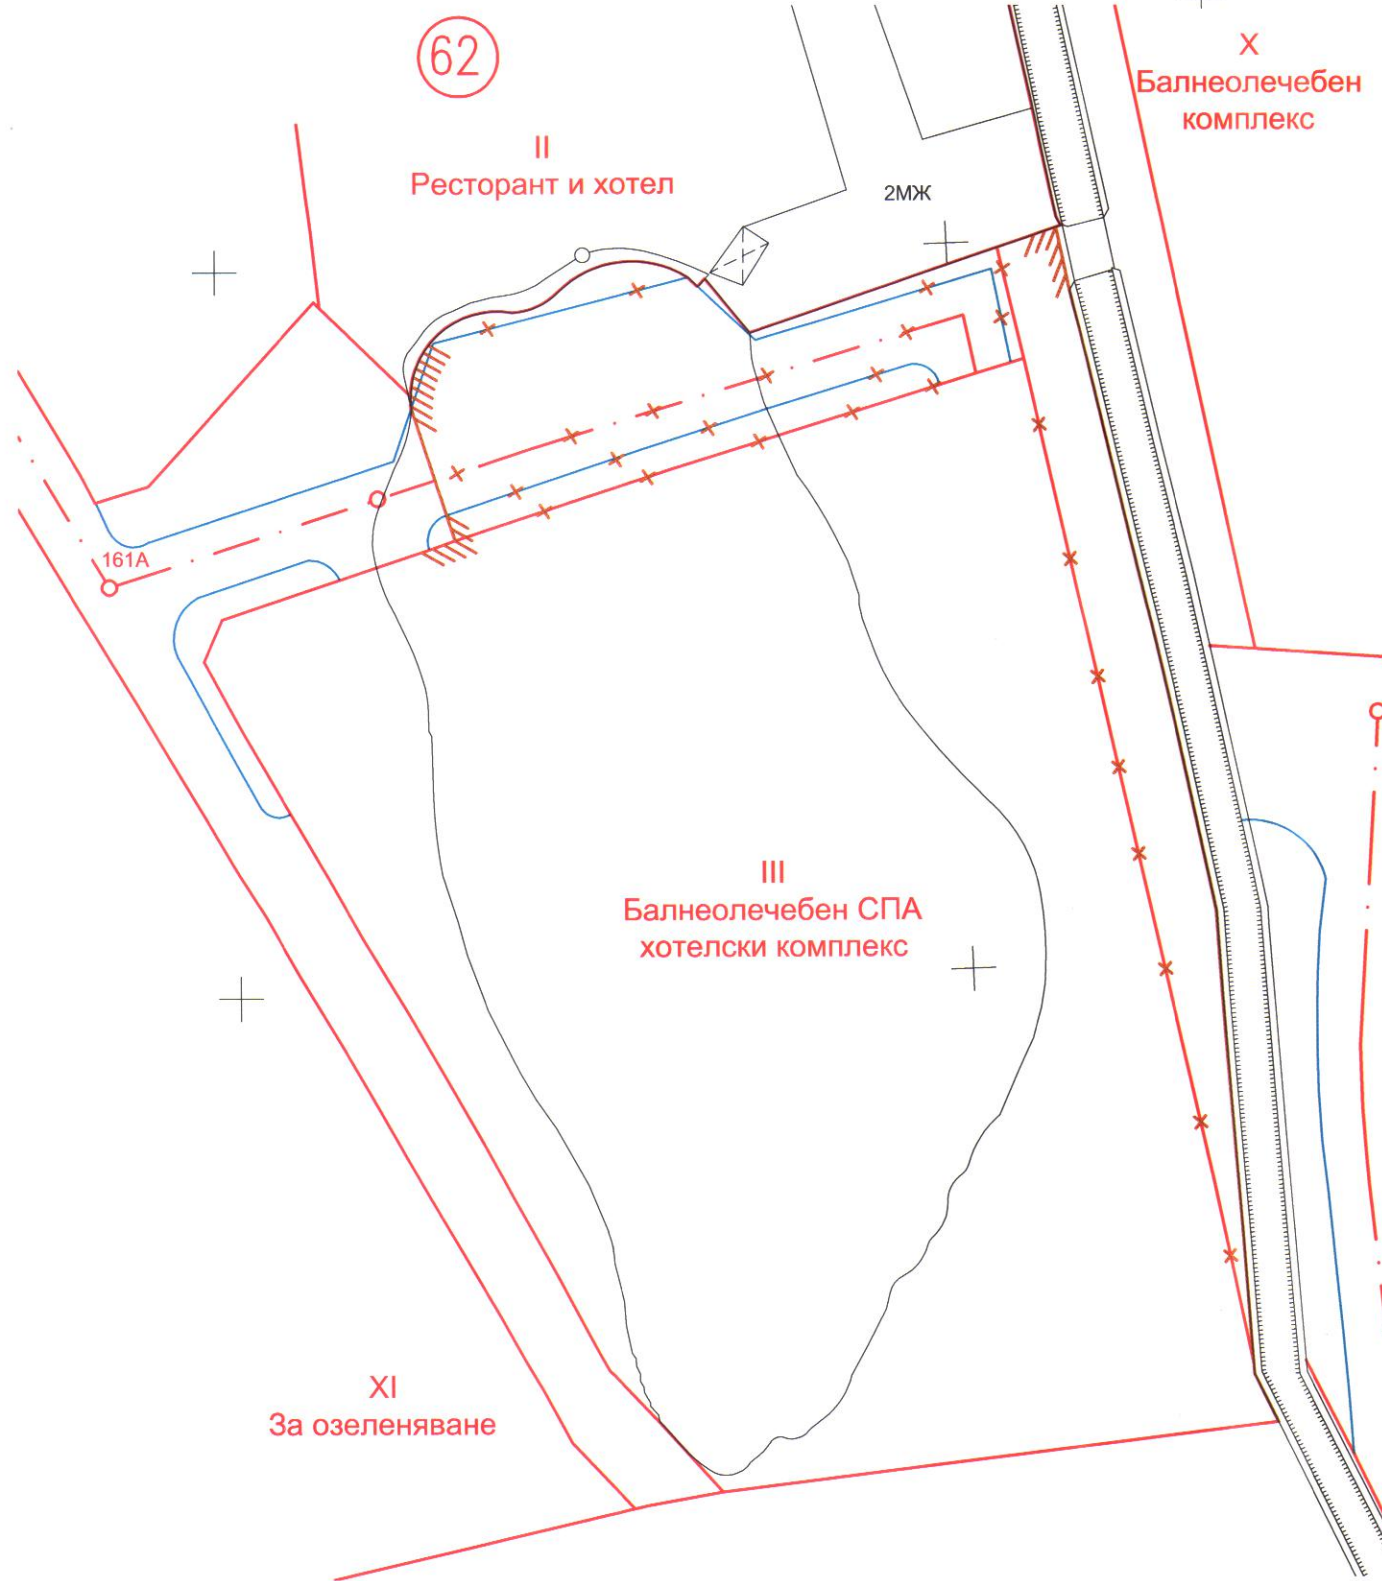 62
X
Балнеолечебен
комплекс
II
Ресторант и хотел
2МЖ
161А
III
Балнеолечебен СПА
хотелски комплекс
XI
За озеленяване